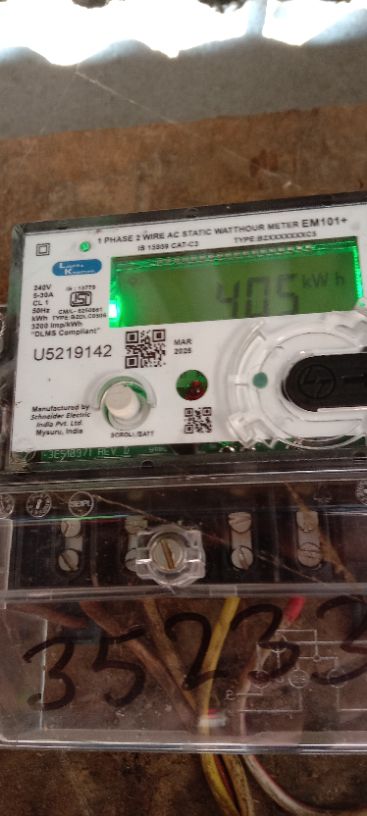 1 PHASE 2 WIRE AC STATIC WATTHOUR METER EM101+
IS 13779
240V
5-30A
CL 1
50Hz
kWh
3200 imp/kWh
"DLMS Compliant"
405 kWh
U5219142
MAR
2025
Manufactured by
Schneider Electric
India Pvt. Ltd.
Mysuru, India
SCROLL/BATT
LT
35233